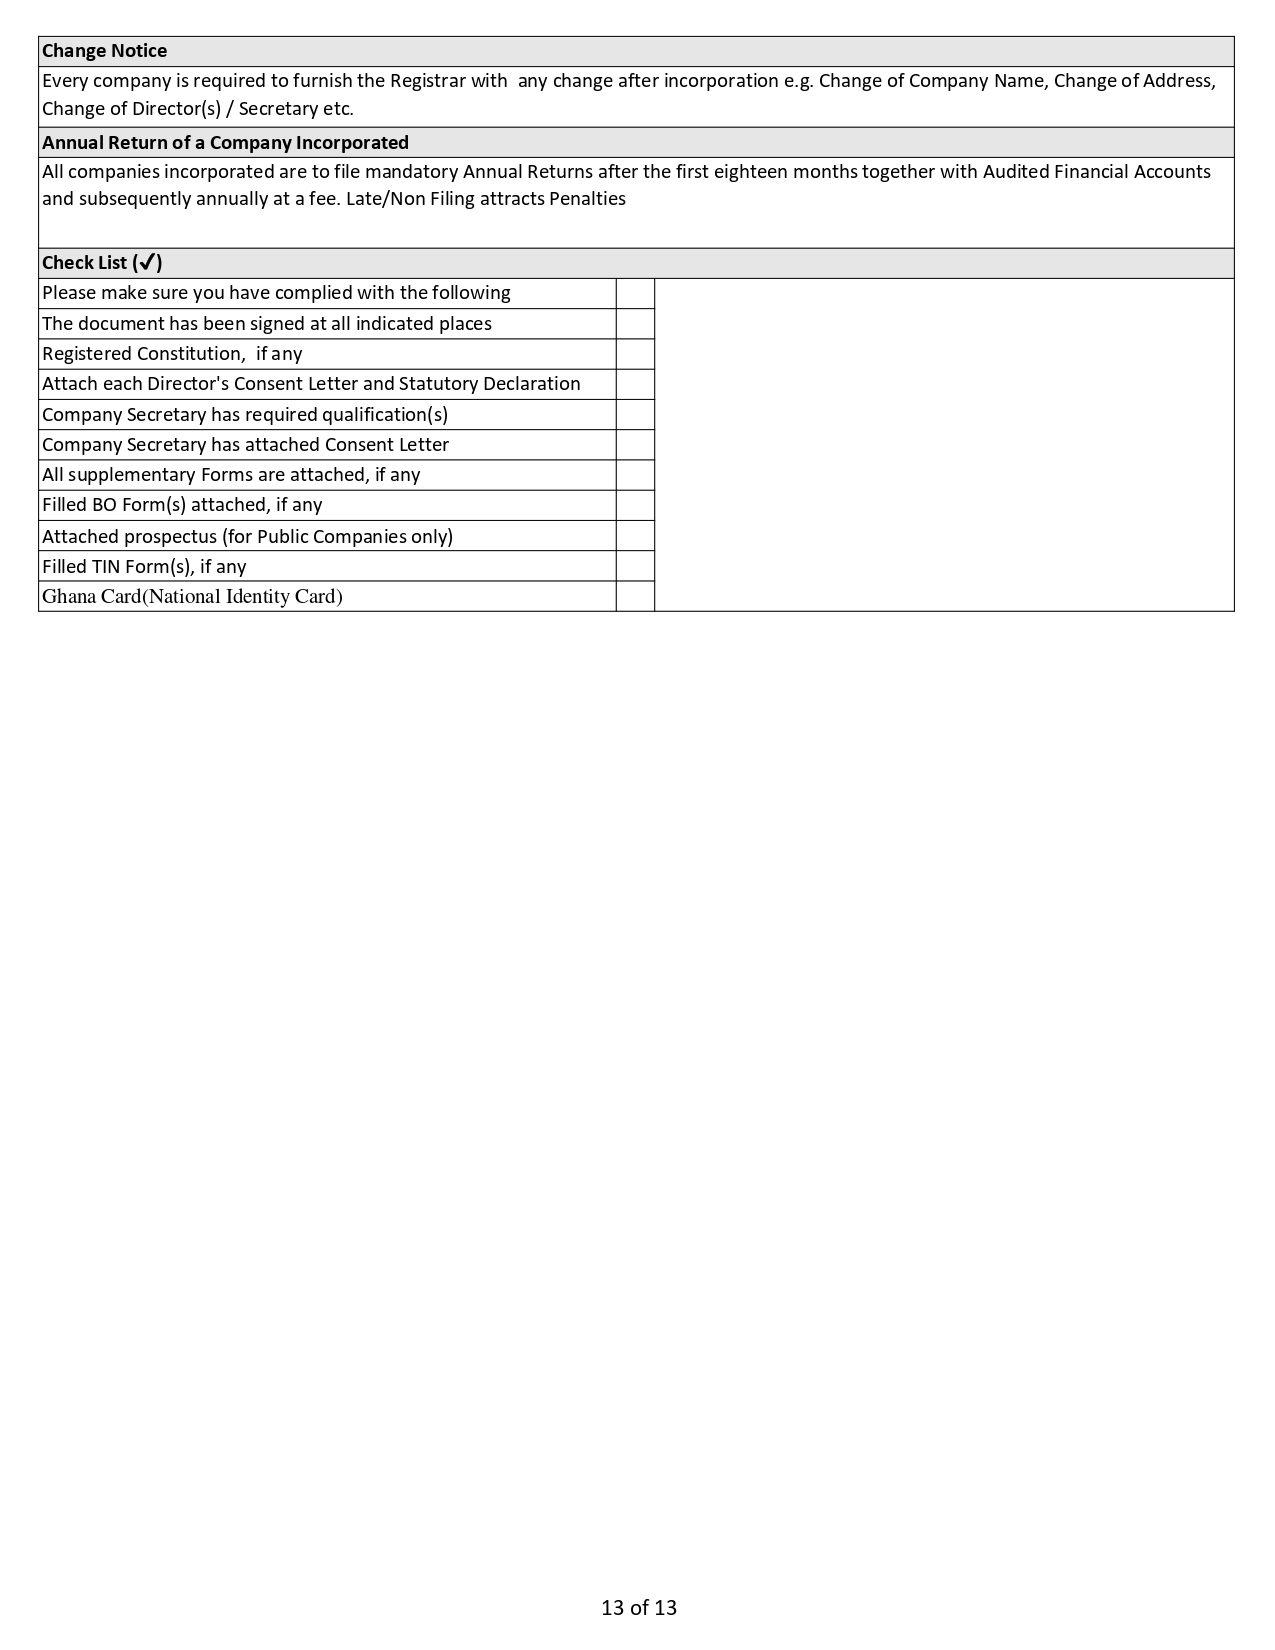 Change Notice
Every company is required to furnish the Registrar with  any change after incorporation e.g. Change of Company Name, Change of Address,
Change of Director(s) / Secretary etc.
Annual Return of a Company Incorporated
All companies incorporated are to file mandatory Annual Returns after the first eighteen months together with Audited Financial Accounts
and subsequently annually at a fee. Late/Non Filing attracts Penalties
Check List (✓)
Please make sure you have complied with the following
The document has been signed at all indicated places
Registered Constitution,  if any
Attach each Director's Consent Letter and Statutory Declaration
Company Secretary has required qualification(s)
Company Secretary has attached Consent Letter
All supplementary Forms are attached, if any
Filled BO Form(s) attached, if any
Attached prospectus (for Public Companies only)
Filled TIN Form(s), if any
Ghana Card(National Identity Card)
13 of 13